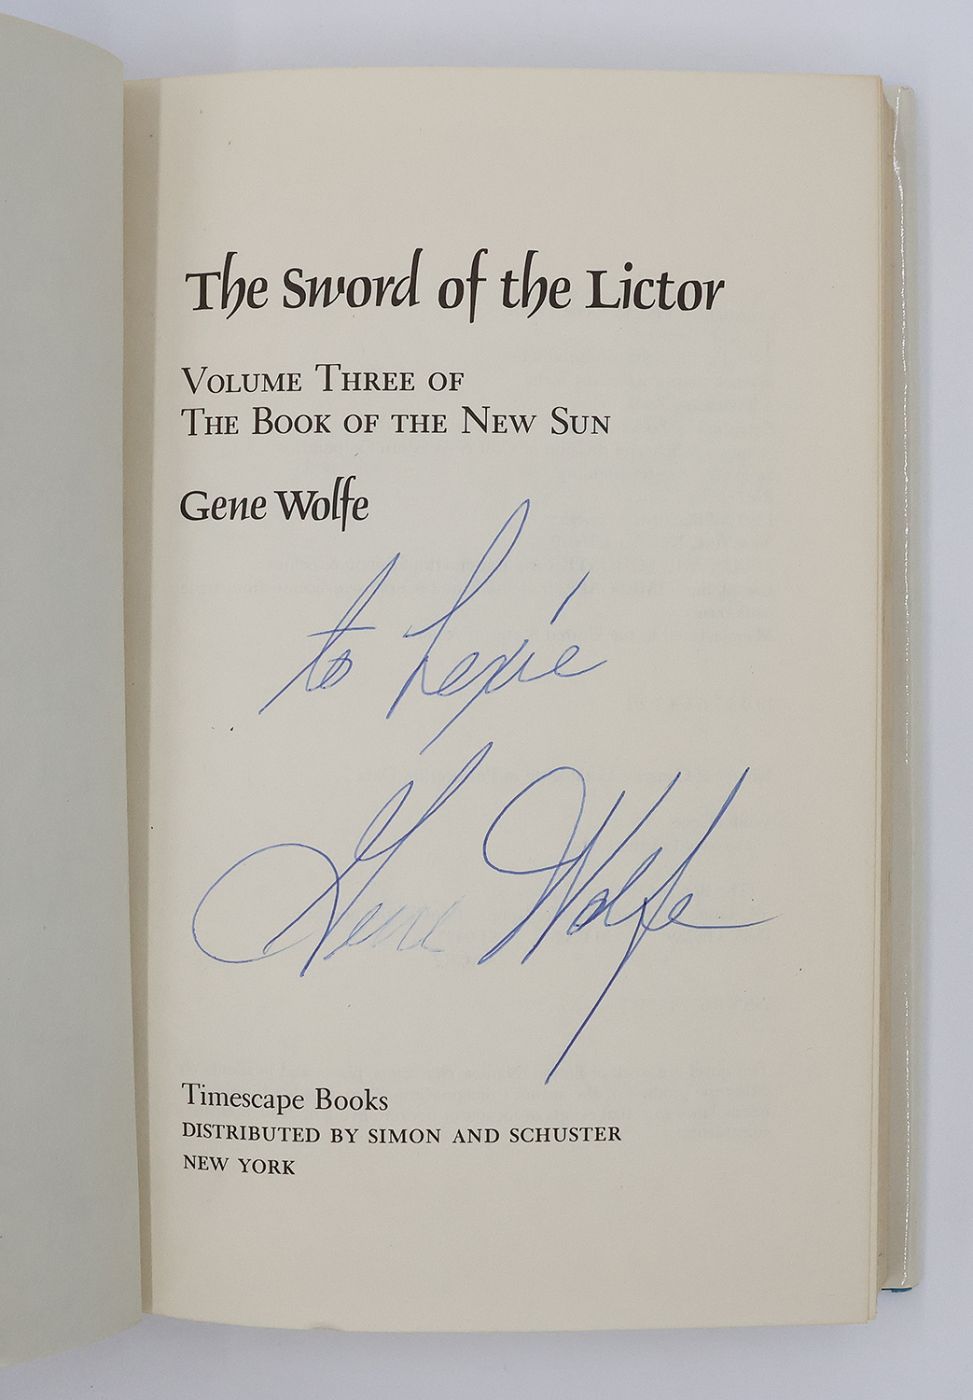 The Sword of the Lictor
VOLUME THREE OF
THE BOOK OF THE NEW SUN
Gene Wolfe
to Lexie
Gene Wolfe
Timescape Books
DISTRIBUTED BY SIMON AND SCHUSTER
NEW YORK